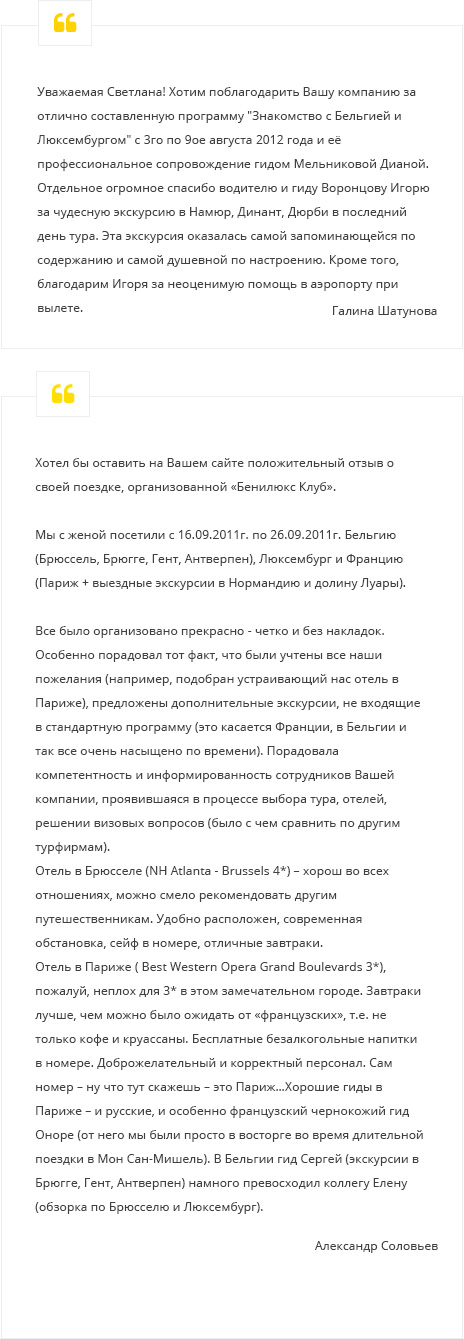 Уважаемая Светлана! Хотим поблагодарить Вашу компанию за
отлично составленную программу "Знакомство с Бельгией и
Люксембургом" с 3го по 9ое августа 2012 года и её
профессиональное сопровождение гидом Мельниковой Дианой.
Отдельное огромное спасибо водителю и гиду Воронцову Игорю
за чудесную экскурсию в Намюр, Динант, Дюрби в последний
день тура. Эта экскурсия оказалась самой запоминающейся по
содержанию и самой душевной по настроению. Кроме того,
благодарим Игоря за неоценимую помощь в аэропорту при
вылете.
Галина Шатунова
Хотел бы оставить на Вашем сайте положительный отзыв о
своей поездке, организованной «Бенилюкс Клуб».
Мы с женой посетили с 16.09.2011г. по 26.09.2011г. Бельгию
(Брюссель, Брюгге, Гент, Антверпен), Люксембург и Францию
(Париж + выездные экскурсии в Нормандию и долину Луары).
Все было организовано прекрасно - четко и без накладок.
Особенно порадовал тот факт, что были учтены все наши
пожелания (например, подобран устраивающий нас отель в
Париже), предложены дополнительные экскурсии, не входящие
в стандартную программу (это касается Франции, в Бельгии и
так все очень насыщено по времени). Порадовала
компетентность и информированность сотрудников Вашей
компании, проявившаяся в процессе выбора тура, отелей,
решении визовых вопросов (было с чем сравнить по другим
турфирмам).
Отель в Брюсселе (NH Atlanta - Brussels 4*) – хорош во всех
отношениях, можно смело рекомендовать другим
путешественникам. Удобно расположен, современная
обстановка, сейф в номере, отличные завтраки.
Отель в Париже ( Best Western Opera Grand Boulevards 3*),
пожалуй, неплох для 3* в этом замечательном городе. Завтраки
лучше, чем можно было ожидать от «французских», т.е. не
только кофе и круассаны. Бесплатные безалкогольные напитки
в номере. Доброжелательный и корректный персонал. Сам
номер – ну что тут скажешь – это Париж...Хорошие гиды в
Париже – и русские, и особенно французский чернокожий гид
Оноре (от него мы были просто в восторге во время длительной
поездки в Мон Сан-Мишель). В Бельгии гид Сергей (экскурсии в
Брюгге, Гент, Антверпен) намного превосходил коллегу Елену
(обзорка по Брюсселю и Люксембург).
Александр Соловьев